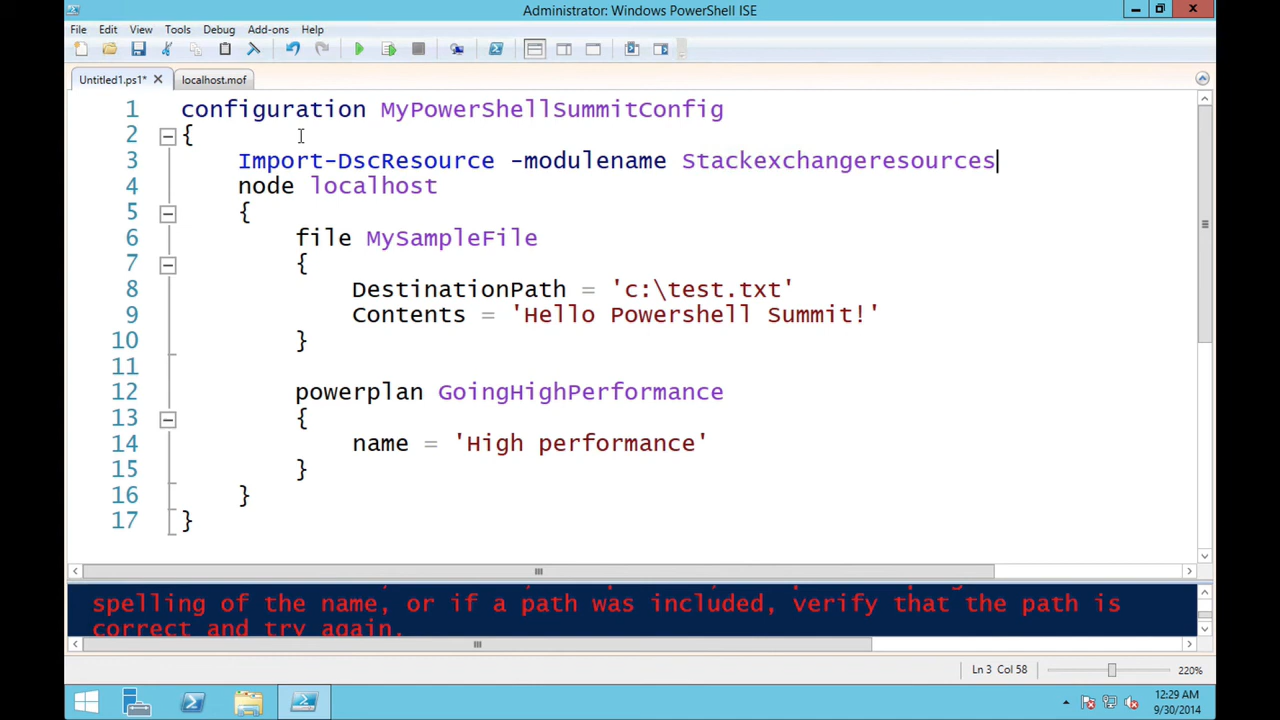 Administrator: Windows PowerShell ISE
File Edit View Tools Debug Add-ons Help
Untitled1.ps1* localhost.mof
1 configuration MyPowerShellSummitConfig
2 {
3 Import-DscResource -modulename Stackexchangeresources
4 node localhost
5 {
6 file MySampleFile
7 {
8 DestinationPath = 'c:\test.txt'
9 Contents = 'Hello Powershell Summit!'
10 }
11
12 powerplan GoingHighPerformance
13 {
14 name = 'High performance'
15 }
16 }
17 }
spelling of the name, or if a path was included, verify that the path is
correct and try again.
Ln 3 Col 58 220%
12:29 AM
9/30/2014